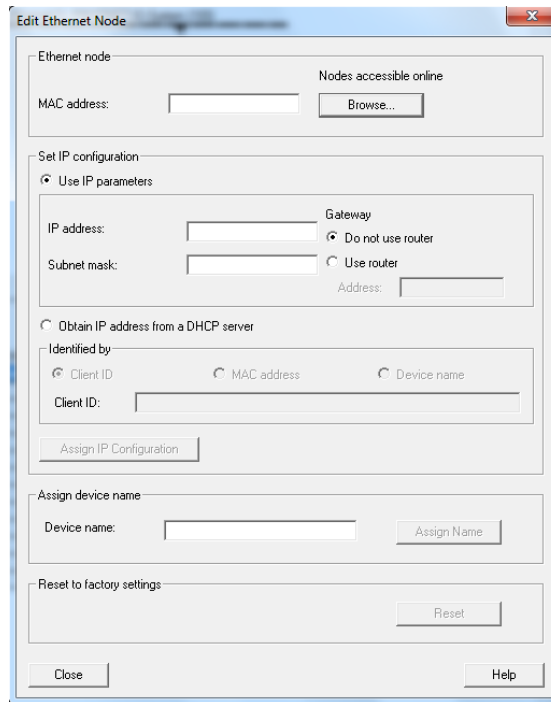 Edit Ethernet Node
Ethernet node
Nodes accessible online
MAC address:
Browse...
Set IP configuration
Use IP parameters
Gateway
IP address:
Do not use router
Subnet mask:
Use router
Address:
Obtain IP address from a DHCP server
Identified by
Client ID
MAC address
Device name
Client ID:
Assign IP Configuration
Assign device name
Device name:
Assign Name
Reset to factory settings
Reset
Close
Help